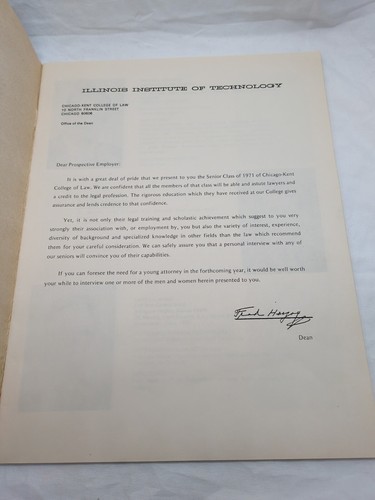 ILLINOIS INSTITUTE OF TECHNOLOGY
CHICAGO-KENT COLLEGE OF LAW
10 NORTH FRANKLIN STREET
CHICAGO 60606
Office of the Dean
Dear Prospective Employer:
It is with a great deal of pride that we present to you the Senior Class of 1971 of Chicago-Kent
College of Law. We are confident that all the members of that class will be able and astute lawyers and
a credit to the legal profession. The rigorous education which they have received at our College gives
assurance and lends credence to that confidence.
Yet, it is not only their legal training and scholastic achievement which suggest to you very
strongly their association with, or employment by, you but also the variety of interest, experience,
diversity of background and specialized knowledge in other fields than the law which recommend
them for your careful consideration. We can safely assure you that a personal interview with any of
our seniors will convince you of their capabilities.
If you can foresee the need for a young attorney in the forthcoming year, it would be well worth
your while to interview one or more of the men and women herein presented to you.
Fred Herzog
Dean